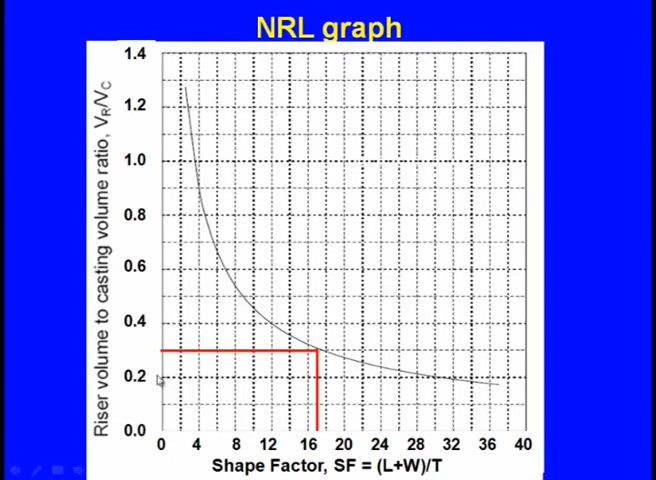 NRL graph
Riser volume to casting volume ratio, VR/VC
1.4
1.2
1.0
0.8
0.6
0.4
0.2
0.0
0 4 8 12 16 20 24 28 32 36 40
Shape Factor, SF = (L+W)/T